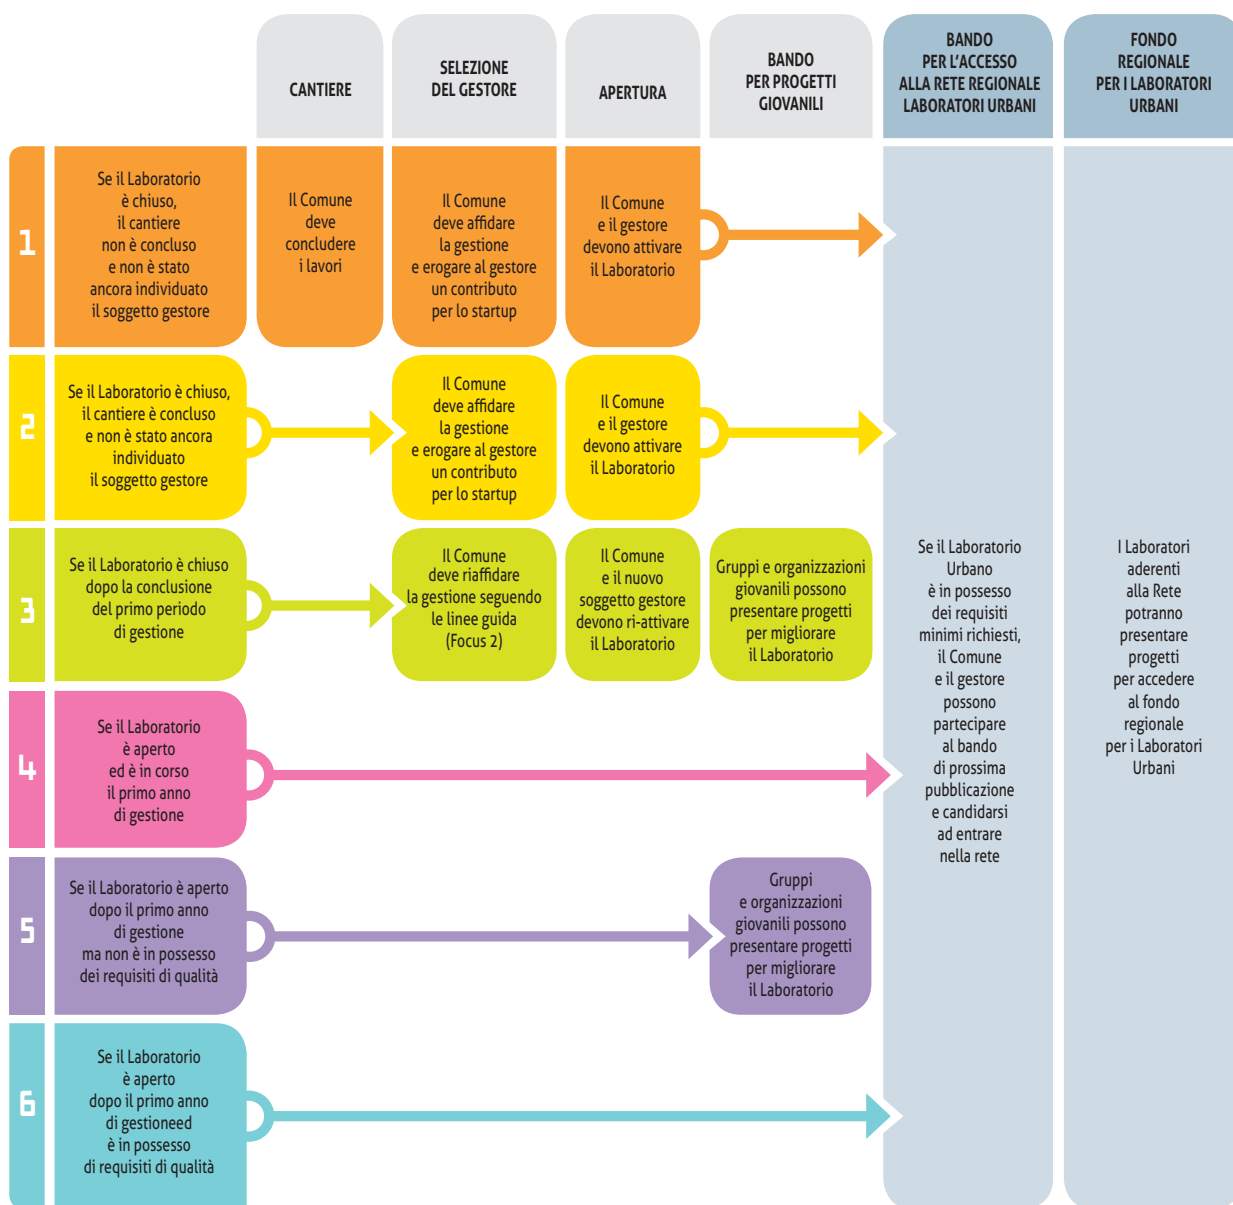 CANTIERE
SELEZIONE
DEL GESTORE
APERTURA
BANDO
PER PROGETTI
GIOVANILI
BANDO
PER L'ACCESSO
ALLA RETE REGIONALE
LABORATORI URBANI
FONDO
REGIONALE
PER I LABORATORI
URBANI
1
Se il Laboratorio
è chiuso,
il cantiere
non è concluso
e non è stato
ancora individuato
il soggetto gestore
Il Comune
deve
concludere
i lavori
Il Comune
deve affidare
la gestione
e erogare al gestore
un contributo
per lo startup
Il Comune
e il gestore
devono attivare
il Laboratorio
2
Se il Laboratorio è chiuso,
il cantiere è concluso
e non è stato ancora
individuato
il soggetto gestore
Il Comune
deve affidare
la gestione
e erogare al gestore
un contributo
per lo startup
Il Comune
e il gestore
devono attivare
il Laboratorio
3
Se il Laboratorio è chiuso
dopo la conclusione
del primo periodo
di gestione
Il Comune
deve riaffidare
la gestione seguendo
le linee guida
(Focus 2)
Il Comune
e il nuovo
soggetto gestore
devono ri-attivare
il Laboratorio
Gruppi e organizzazioni
giovanili possono
presentare progetti
per migliorare
il Laboratorio
4
Se il Laboratorio
è aperto
ed è in corso
il primo anno
di gestione
5
Se il Laboratorio è aperto
dopo il primo anno
di gestione
ma non è in possesso
dei requisiti di qualità
Gruppi
e organizzazioni
giovanili possono
presentare progetti
per migliorare
il Laboratorio
6
Se il Laboratorio
è aperto
dopo il primo anno
di gestioneed
è in possesso
di requisiti di qualità
Se il Laboratorio
Urbano
è in possesso
dei requisiti
minimi richiesti,
il Comune
e il gestore
possono
partecipare
al bando
di prossima
pubblicazione
e candidarsi
ad entrare
nella rete
I Laboratori
aderenti
alla Rete
potranno
presentare
progetti
per accedere
al fondo
regionale
per i Laboratori
Urbani